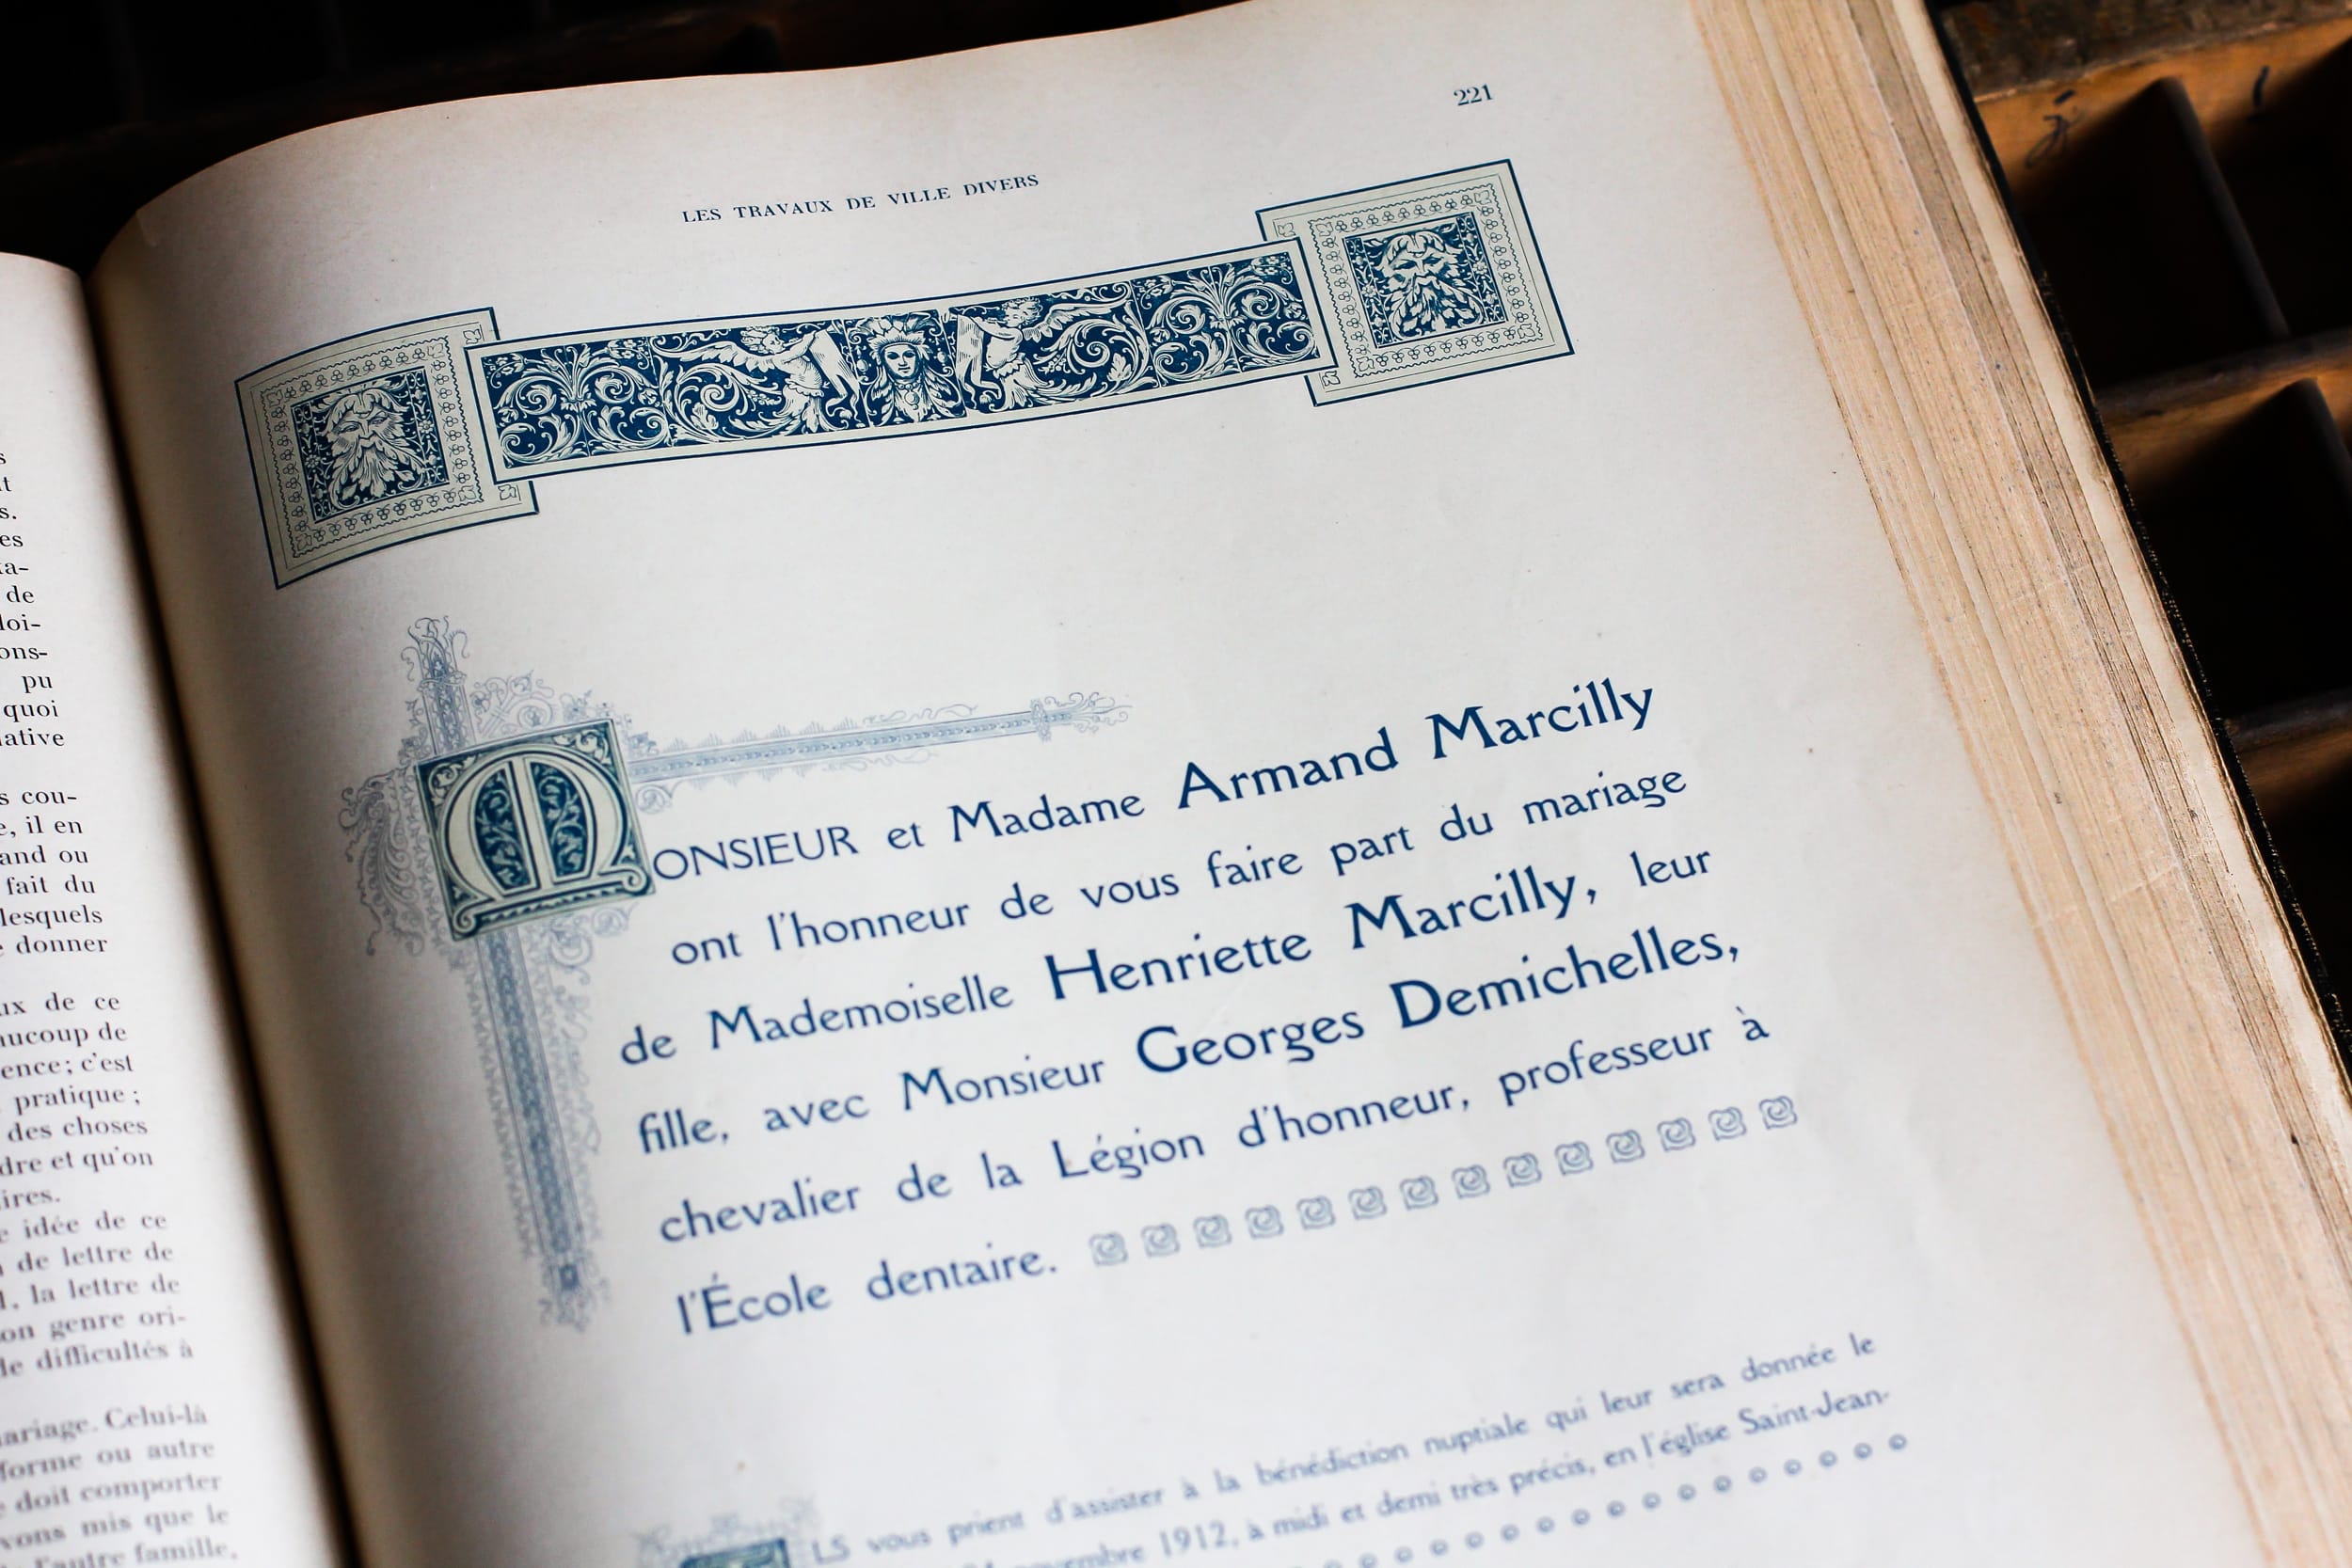 s
t
s.
es
ta-
de
loi-
ons-
pu
quoi
lative
s cou-
e, il en
and ou
fait du
lesquels
e donner
ux de ce
aucoup de
ence; c'est
pratique;
des choses
dre et qu'on
ires.
e idée de ce
de lettre de
la lettre de
on genre ori-
de difficultés à
ariage. Celui-là
forme ou autre
e doit comporter
vons mis que le
l'autre famille,
221
LES TRAVAUX DE VILLE DIVERS
MONSIEUR et Madame Armand Marcilly
ont l'honneur de vous faire part du mariage
de Mademoiselle Henriette Marcilly, leur
fille, avec Monsieur Georges Demichelles,
chevalier de la Légion d'honneur, professeur à
l'École dentaire.
LS vous prient d'assister à la bénédiction nuptiale qui leur sera donnée le
novembre 1912, à midi et demi très précis, en l'église Saint-Jean-